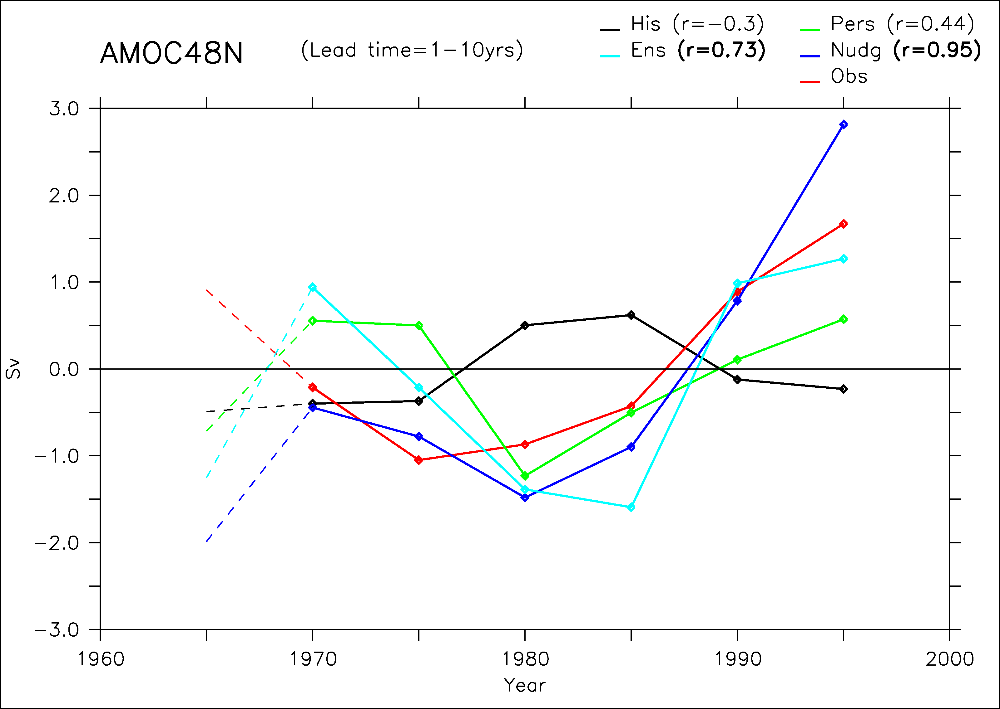 His (r=−0.3) Pers (r=0.44)
AMOC48N (Lead time=1−10yrs) Ens (r=0.73) Nudg (r=0.95)
Obs
3.0
2.0
1.0
0.0
−1.0
−2.0
−3.0
Sv
1960 1970 1980 1990 2000
Year